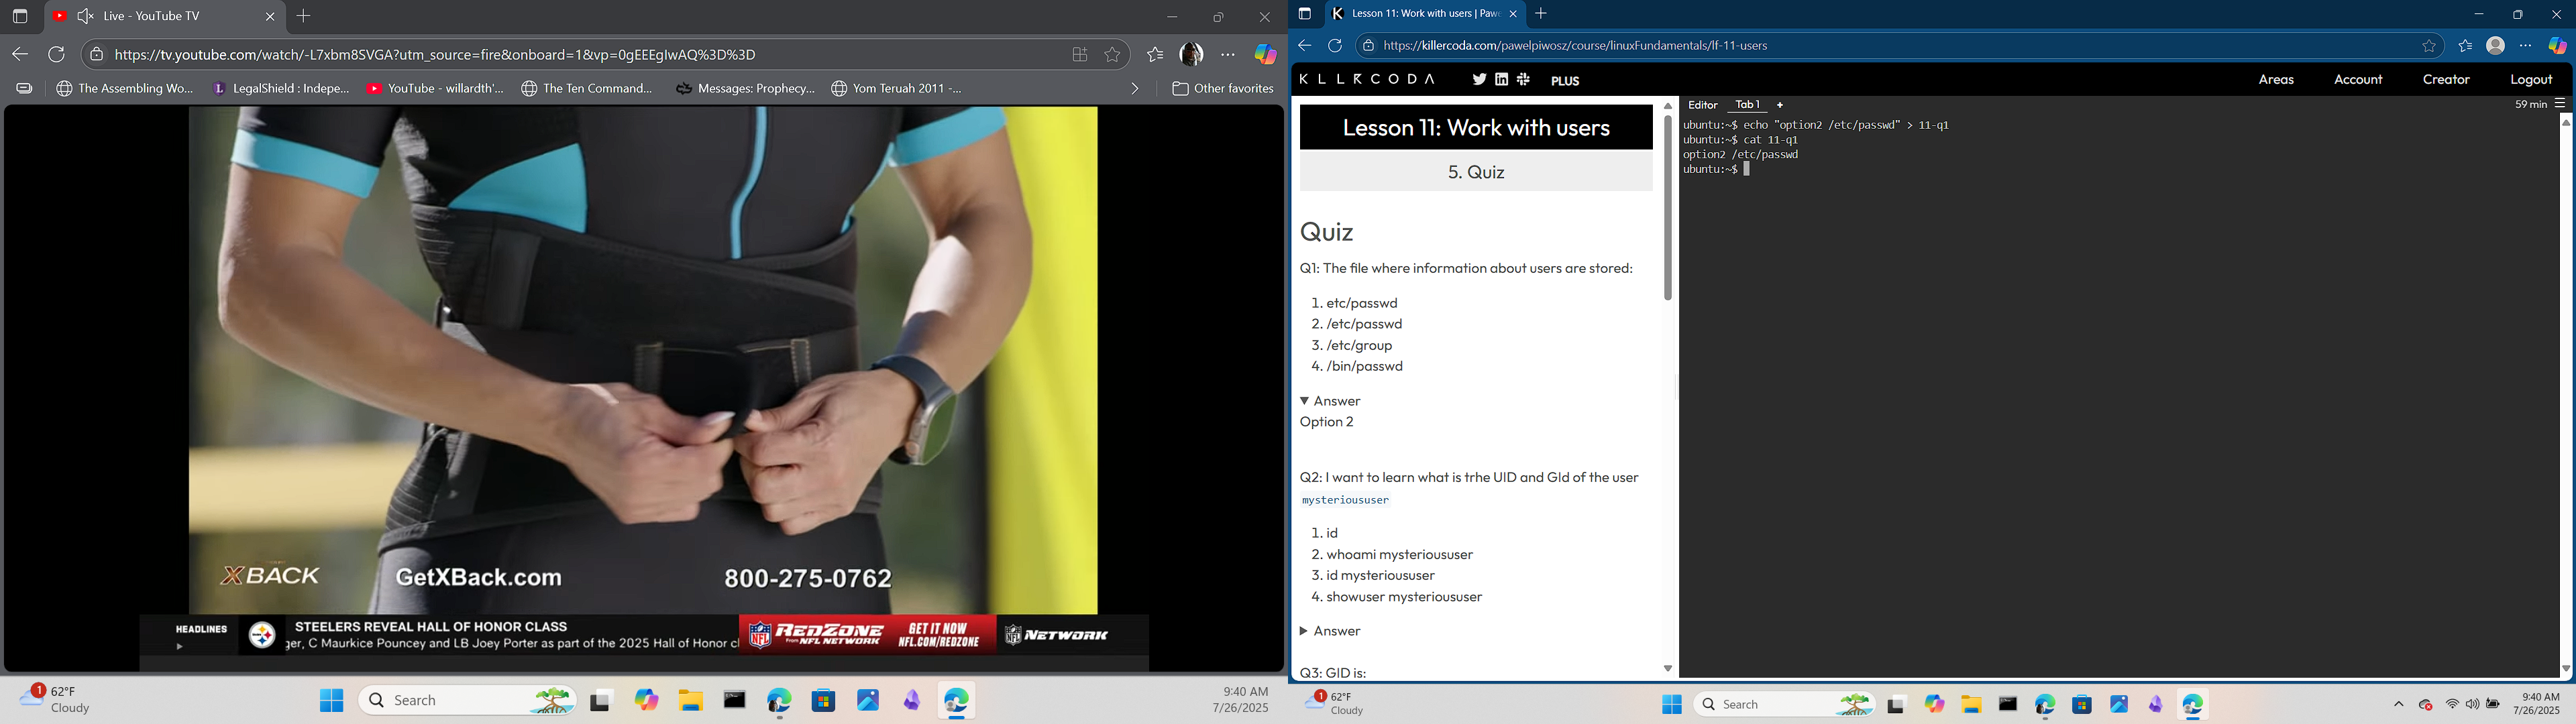 Live - YouTube TV
https://tv.youtube.com/watch/-L7xbm8SVGA?utm_source=fire&onboard=1&vp=0gEEEgIwAQ%3D%3D
The Assembling Wo...
LegalShield : Indepe...
YouTube - willardth'...
The Ten Command...
Messages: Prophecy...
Yom Teruah 2011 -...
Other favorites
XBACK
GetXBack.com
800-275-0762
HEADLINES
STEELERS REVEAL HALL OF HONOR CLASS
ger, C Maurkice Pouncey and LB Joey Porter as part of the 2025 Hall of Honor cl
NFL
REDZONE
From NFL NETWORK
GET IT NOW
NFL.COM/REDZONE
NFL NETWORK
1
62°F
Cloudy
Search
9:40 AM
7/26/2025
Lesson 11: Work with users | Pawe
https://killercoda.com/pawelpiwosz/course/linuxFundamentals/lf-11-users
KLLRCODA
PLUS
Areas
Account
Creator
Logout
Lesson 11: Work with users
5. Quiz
Quiz
Q1: The file where information about users are stored:
1. etc/passwd
2. /etc/passwd
3. /etc/group
4. /bin/passwd
Answer
Option 2
Q2: I want to learn what is trhe UID and GId of the user
mysterioususer
1. id
2. whoami mysterioususer
3. id mysterioususer
4. showuser mysterioususer
Answer
Q3: GID is:
Editor
Tab 1
+
59 min
ubuntu:~$ echo "option2 /etc/passwd" > 11-q1
ubuntu:~$ cat 11-q1
option2 /etc/passwd
ubuntu:~$
1
62°F
Cloudy
Search
9:40 AM
7/26/2025